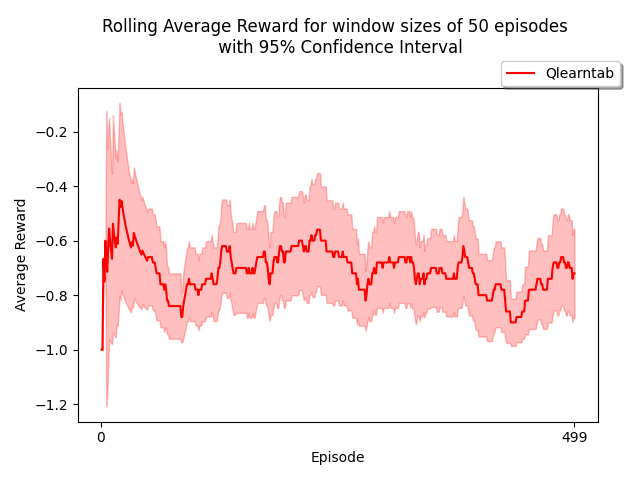 Rolling Average Reward for window sizes of 50 episodes
with 95% Confidence Interval
Qlearntab
−0.2
−0.4
−0.6
−0.8
−1.0
−1.2
Average Reward
0
499
Episode